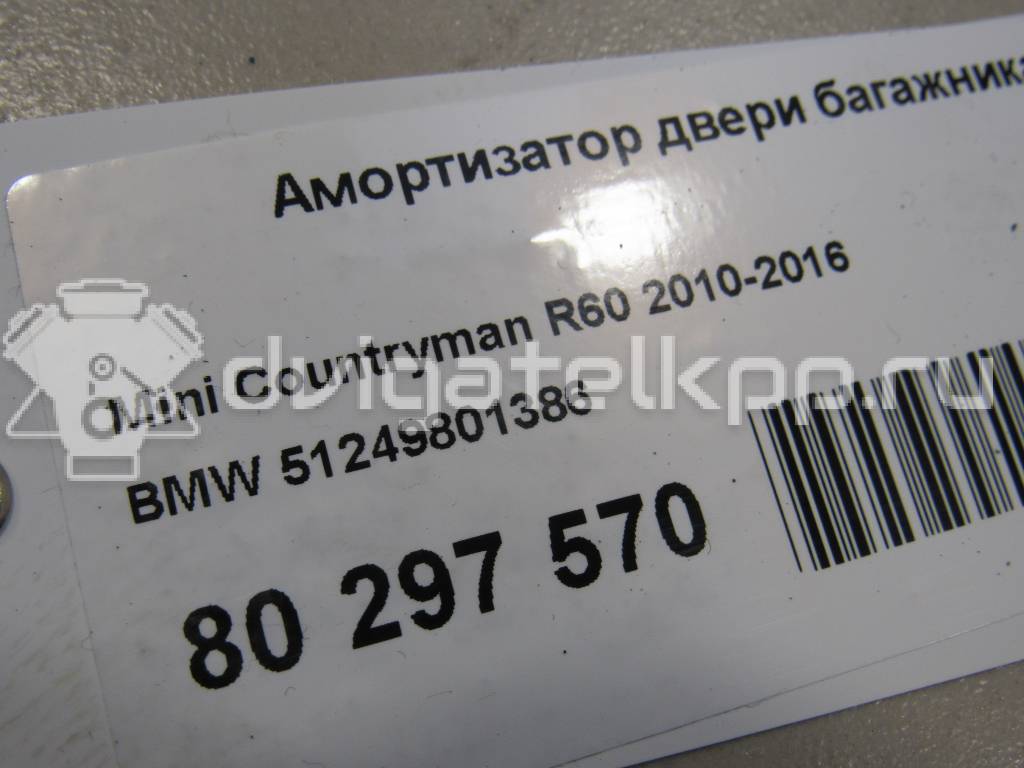 Амортизатор двери багажника
Mini Countryman R60 2010-2016
dvigatelkpp.ru
BMW 51249801386
80 297 570